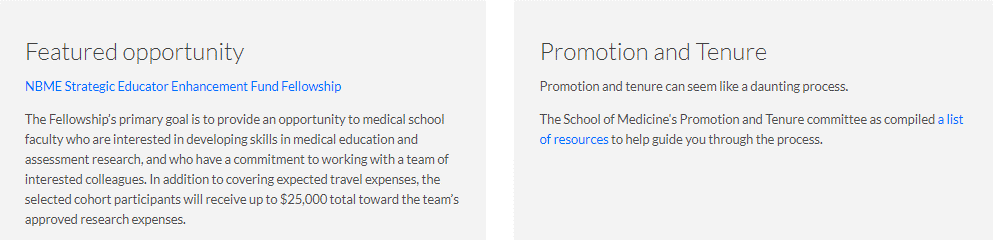 Featured opportunity
NBME Strategic Educator Enhancement Fund Fellowship
The Fellowship's primary goal is to provide an opportunity to medical school
faculty who are interested in developing skills in medical education and
assessment research, and who have a commitment to working with a team of
interested colleagues. In addition to covering expected travel expenses, the
selected cohort participants will receive up to $25,000 total toward the team's
approved research expenses.
Promotion and Tenure
Promotion and tenure can seem like a daunting process.
The School of Medicine's Promotion and Tenure committee as compiled a list
of resources to help guide you through the process.